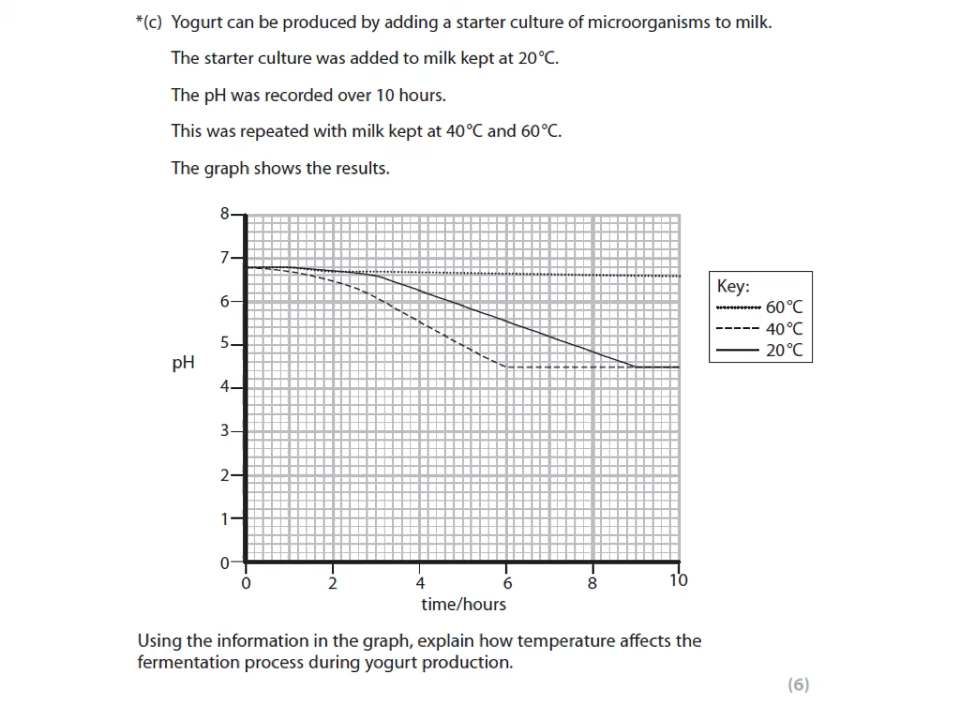 *(c) Yogurt can be produced by adding a starter culture of microorganisms to milk.
The starter culture was added to milk kept at 20°C.
The pH was recorded over 10 hours.
This was repeated with milk kept at 40°C and 60°C.
The graph shows the results.
8
7
6
5
4
3
2
1
0
pH
0 2 4 6 8 10
time/hours
Key:
60°C
40°C
20°C
Using the information in the graph, explain how temperature affects the
fermentation process during yogurt production.
(6)